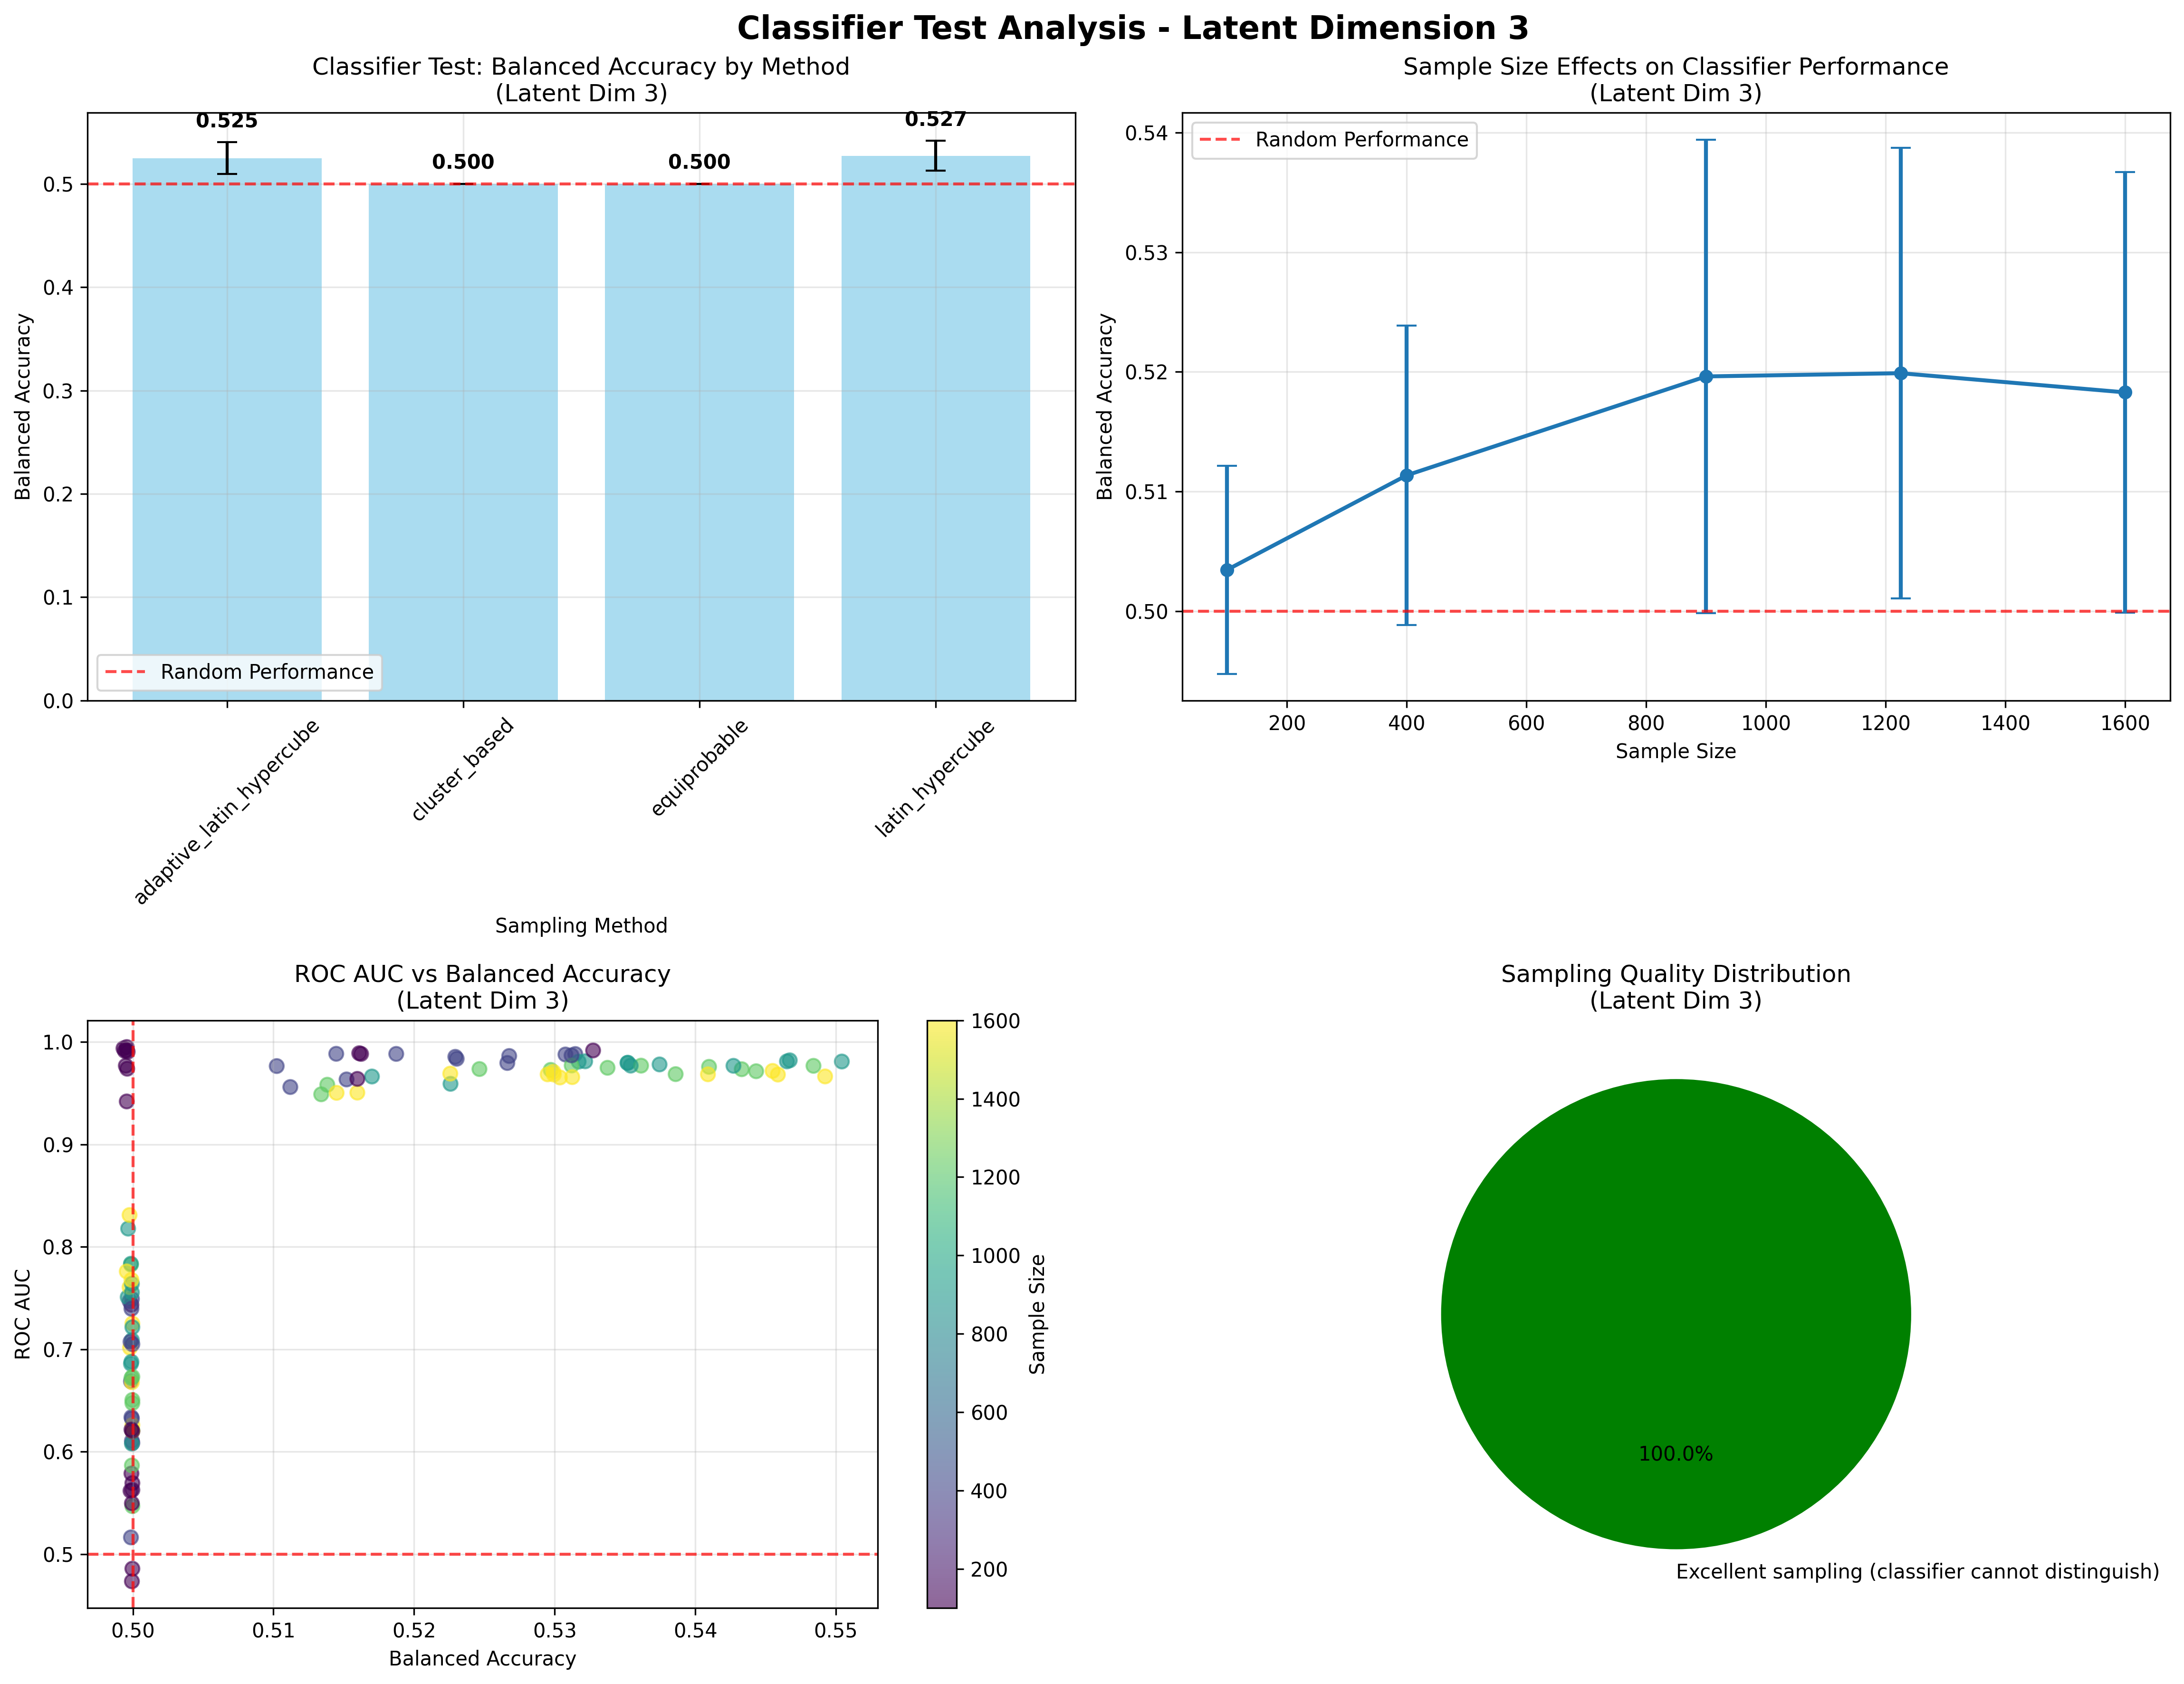 Classifier Test Analysis - Latent Dimension 3
Classifier Test: Balanced Accuracy by Method
(Latent Dim 3)
0.525
0.500
0.500
0.527
0.5
0.4
0.3
0.2
0.1
0.0
Balanced Accuracy
Random Performance
adaptive_latin_hypercube
cluster_based
equiprobable
latin_hypercube
Sampling Method
Sample Size Effects on Classifier Performance
(Latent Dim 3)
Random Performance
0.54
0.53
0.52
0.51
0.50
Balanced Accuracy
200
400
600
800
1000
1200
1400
1600
Sample Size
ROC AUC vs Balanced Accuracy
(Latent Dim 3)
1.0
0.9
0.8
0.7
0.6
0.5
ROC AUC
0.50
0.51
0.52
0.53
0.54
0.55
Balanced Accuracy
1600
1400
1200
1000
800
600
400
200
Sample Size
Sampling Quality Distribution
(Latent Dim 3)
100.0%
Excellent sampling (classifier cannot distinguish)